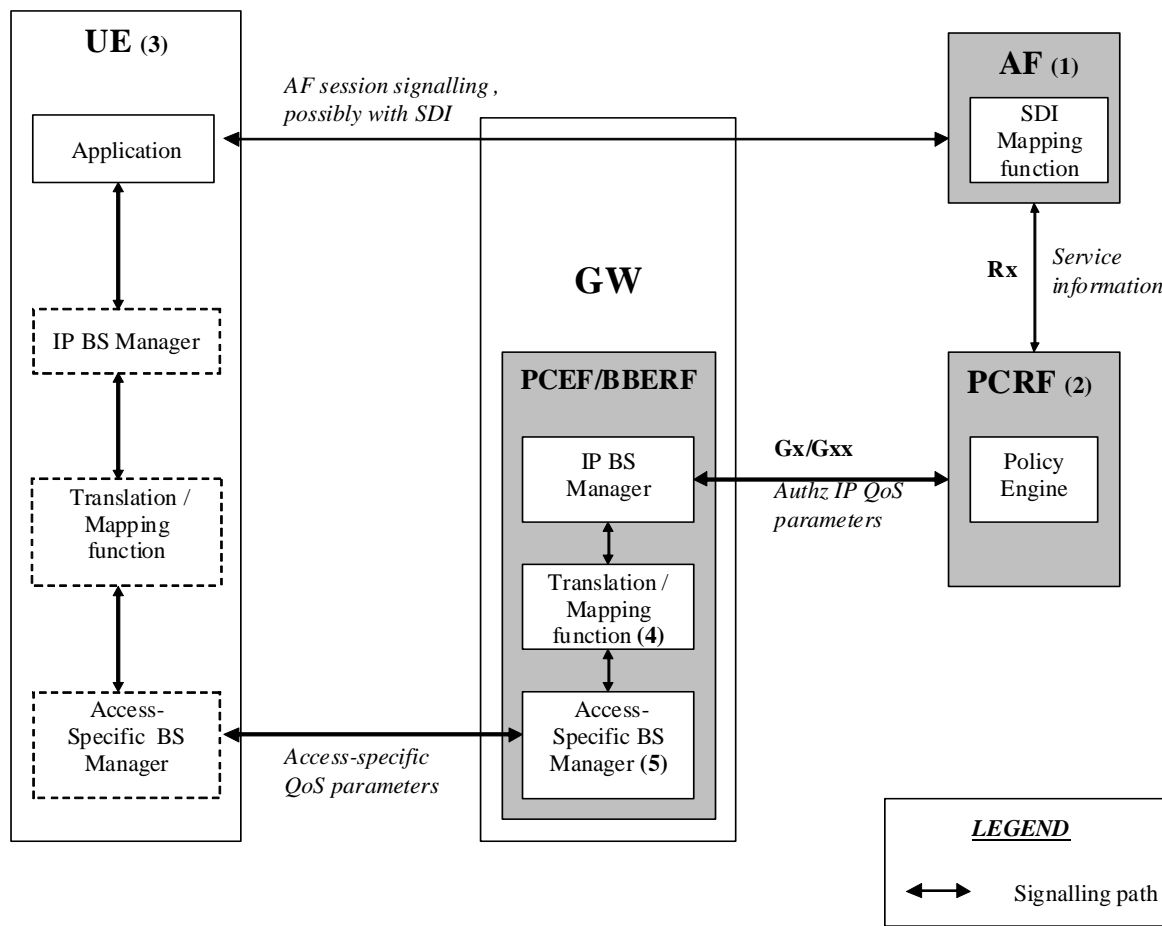 UE (3)
Application
IP BS Manager
Translation /
Mapping
function
Access-
Specific BS
Manager
AF session signalling ,
possibly with SDI
Access-specific
QoS parameters
GW
PCEF/BBERF
IP BS
Manager
Translation /
Mapping
function (4)
Access-
Specific BS
Manager (5)
Gx/Gxx
Authz IP QoS
parameters
AF (1)
SDI
Mapping
function
Rx
Service
information
PCRF (2)
Policy
Engine
LEGEND
Signalling path